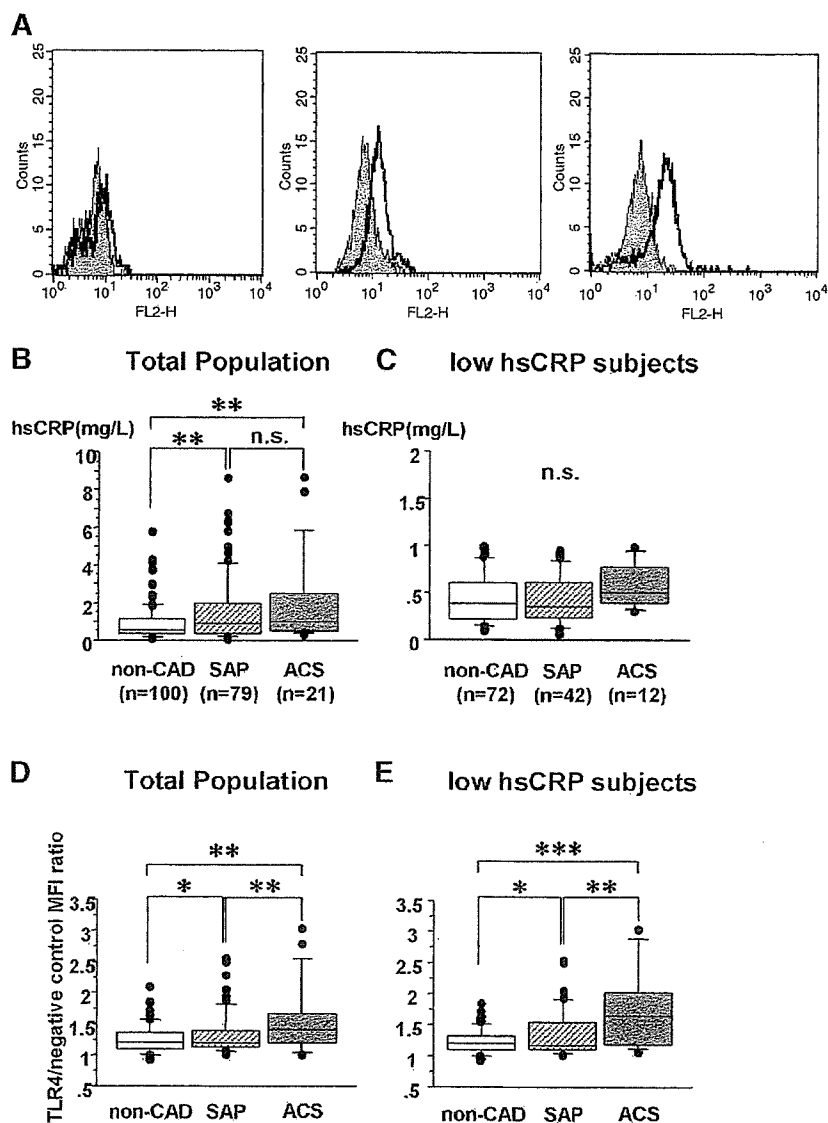 A
25
20
15
10
5
0
Counts
10^0 10^1 10^2 10^3 10^4
FL2-H
25
20
15
10
5
0
Counts
10^0 10^1 10^2 10^3 10^4
FL2-H
25
20
15
10
5
0
Counts
10^0 10^1 10^2 10^3 10^4
FL2-H
B Total Population
hsCRP(mg/L)
**
** n.s.
10
8
6
4
2
0
non-CAD SAP ACS
(n=100) (n=79) (n=21)
C low hsCRP subjects
hsCRP(mg/L)
n.s.
2
1.5
1
.5
0
non-CAD SAP ACS
(n=72) (n=42) (n=12)
D Total Population
TLR4/negative control MFI ratio
**
* **
3.5
3
2.5
2
1.5
1
.5
non-CAD SAP ACS
E low hsCRP subjects
***
* **
3.5
3
2.5
2
1.5
1
.5
non-CAD SAP ACS